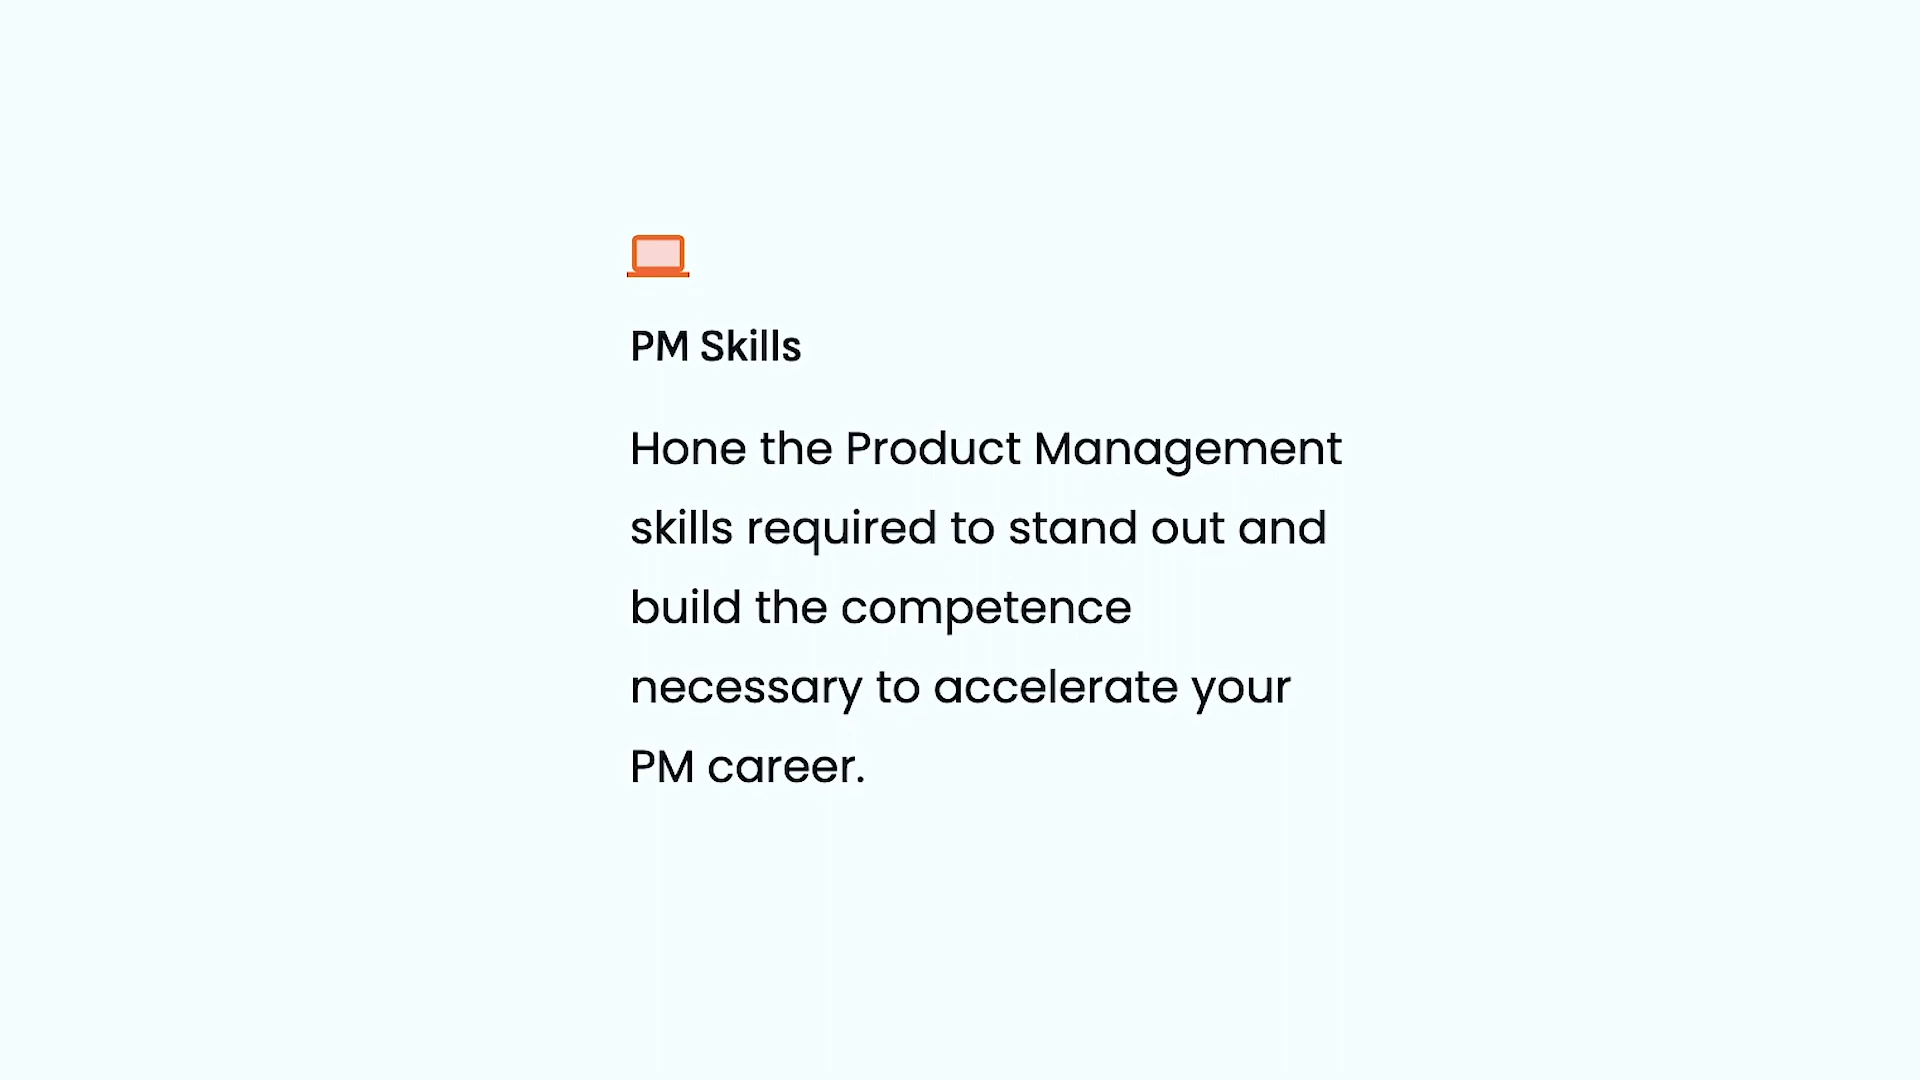 PM Skills
Hone the Product Management
skills required to stand out and
build the competence
necessary to accelerate your
PM career.